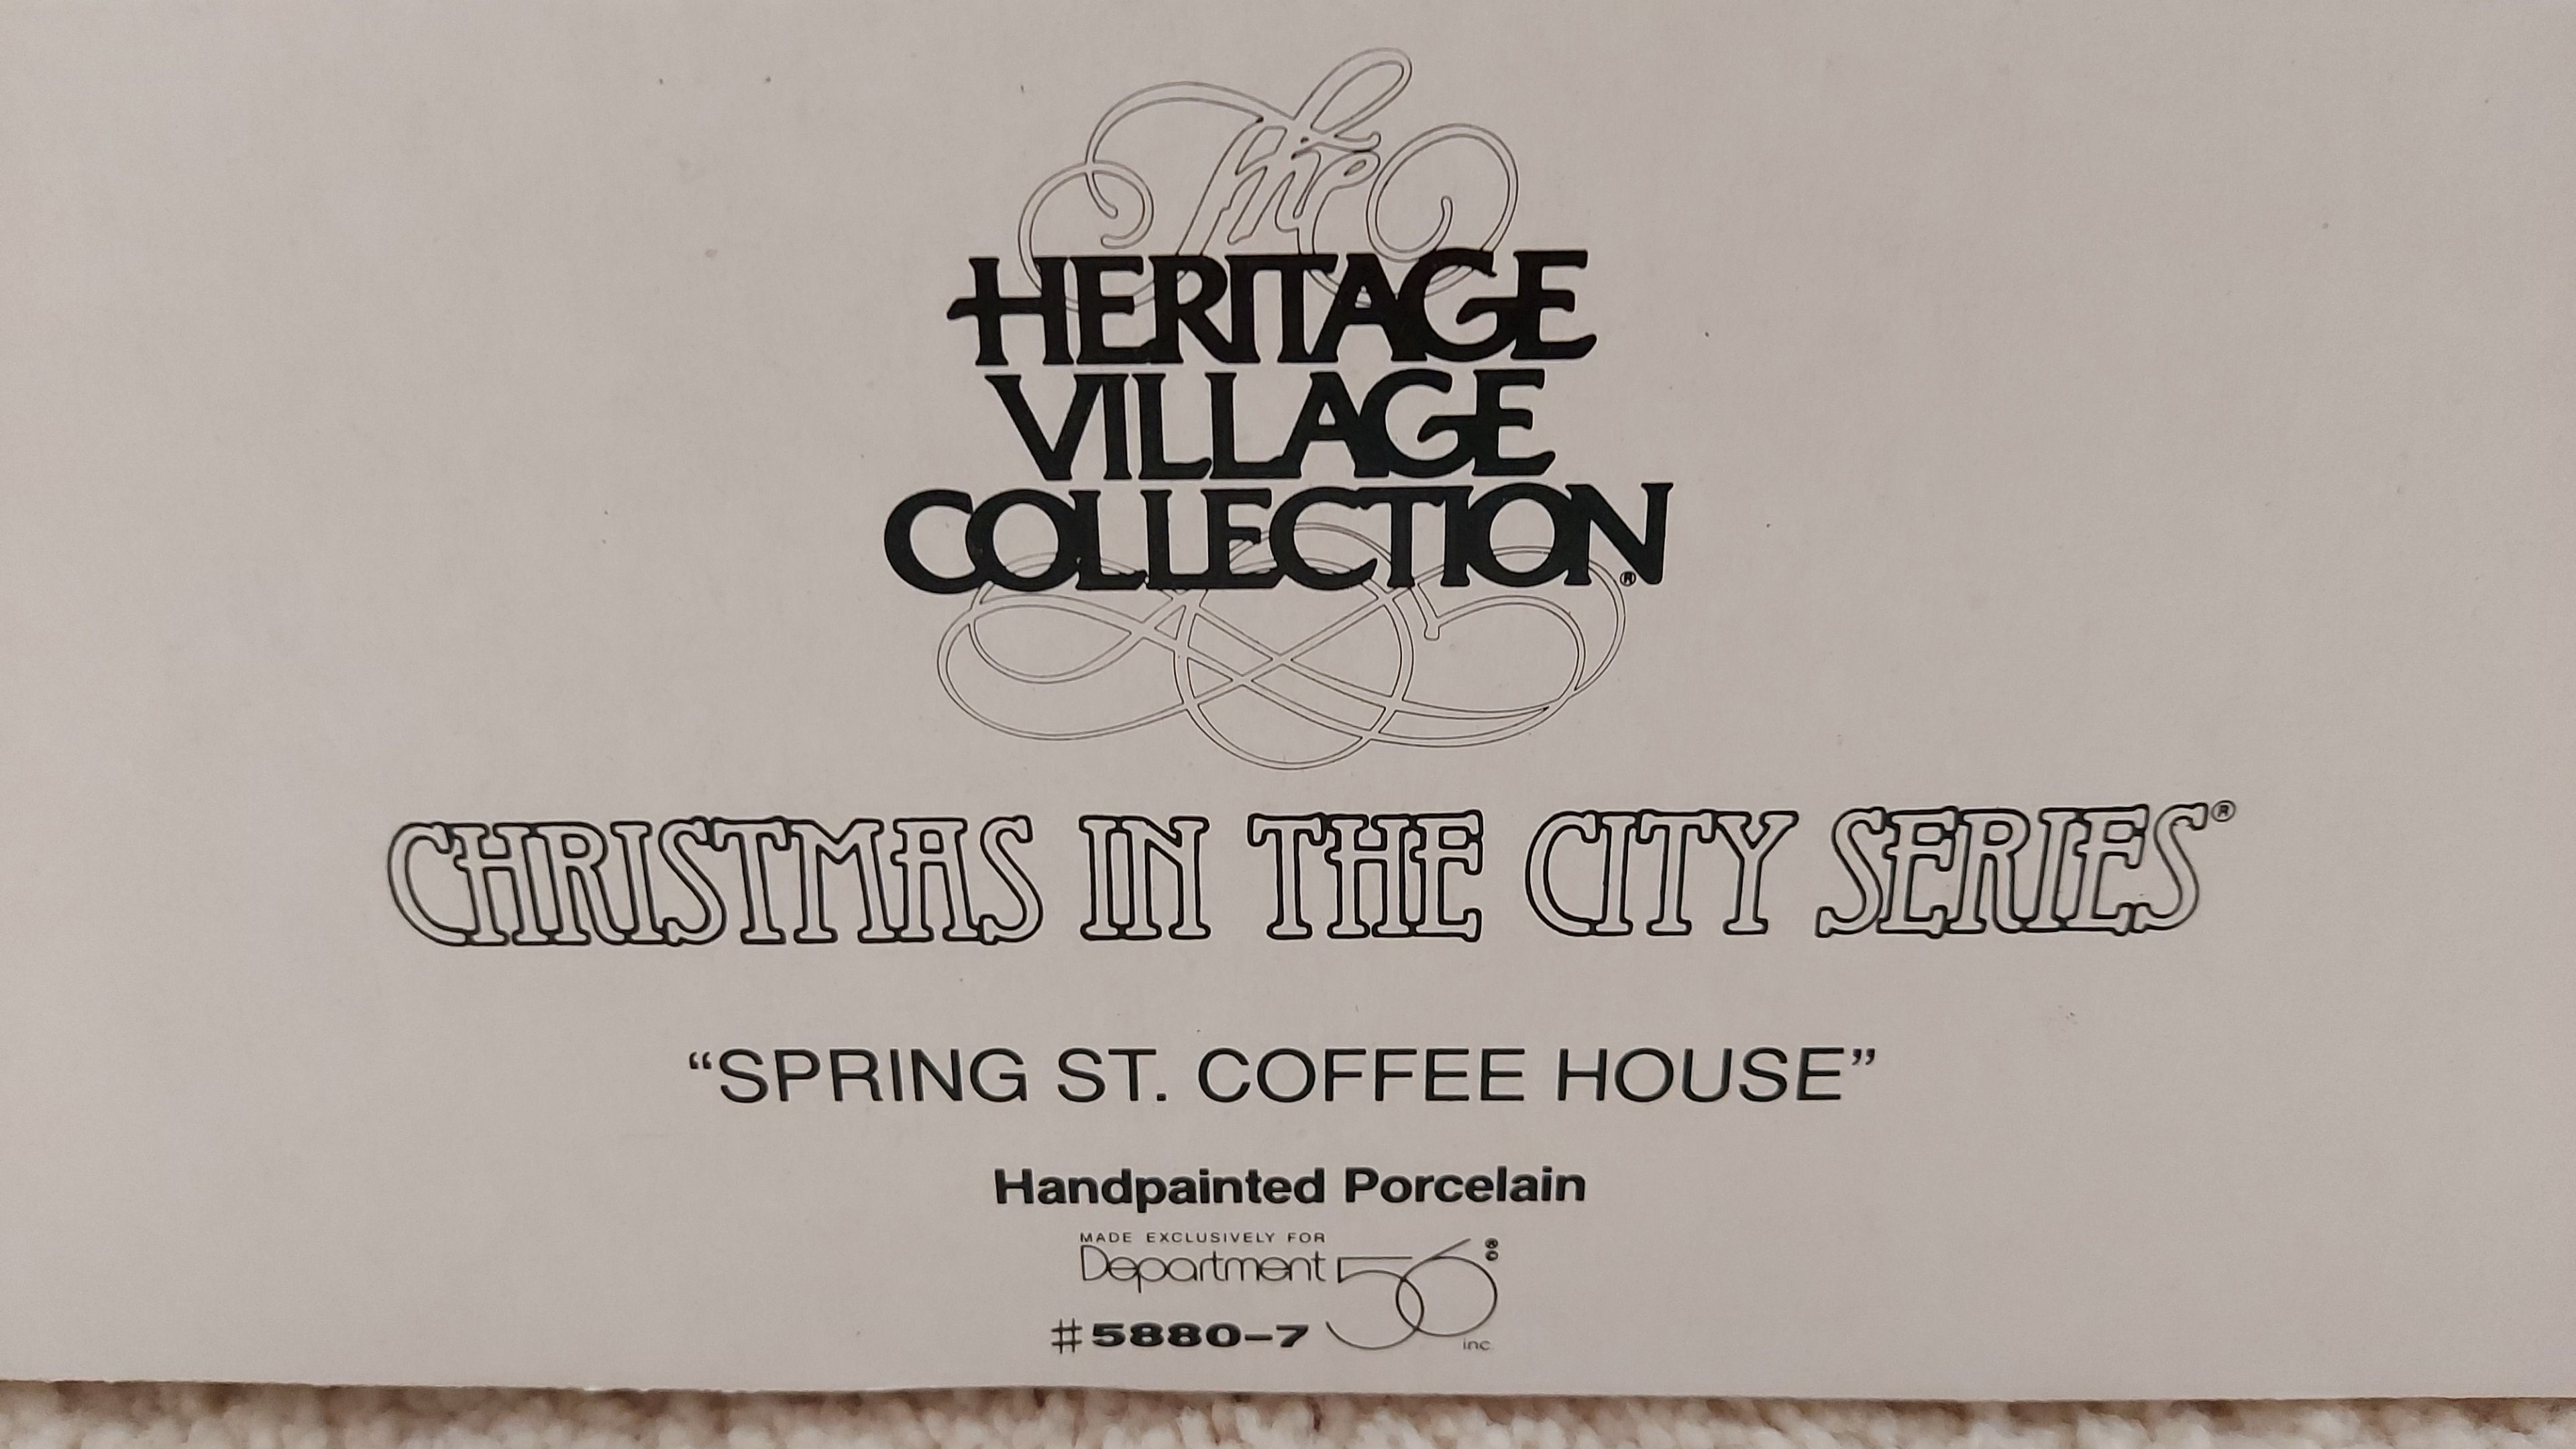 The
HERITAGE
VILLAGE
COLLECTION®
CHRISTMAS IN THE CITY SERIES®
“SPRING ST. COFFEE HOUSE”
Handpainted Porcelain
MADE EXCLUSIVELY FOR
Department 56®©
#5880–7
inc.